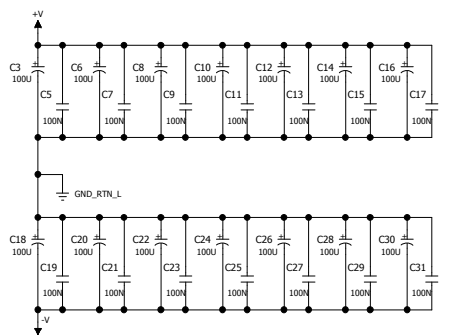 +V
C3 C6 C8 C10 C12 C14 C16
100U 100U 100U 100U 100U 100U 100U
C5 C7 C9 C11 C13 C15 C17
100N 100N 100N 100N 100N 100N 100N
GND_RTN_L
C18 C20 C22 C24 C26 C28 C30
100U 100U 100U 100U 100U 100U 100U
C19 C21 C23 C25 C27 C29 C31
100N 100N 100N 100N 100N 100N 100N
-V